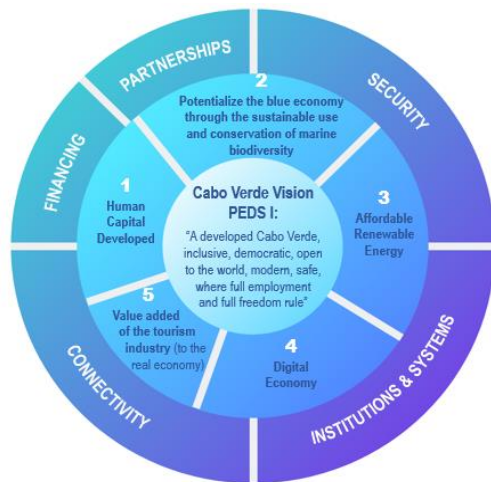 PARTNERSHIPS
SECURITY
FINANCING
CONNECTIVITY
INSTITUTIONS & SYSTEMS
1
Human
Capital
Developed
2
Potentialize the blue economy
through the sustainable use
and conservation of marine
biodiversity
3
Affordable
Renewable
Energy
4
Digital
Economy
5
Value added
of the tourism
industry (to the
real economy)
Cabo Verde Vision
PEDS I:
"A developed Cabo Verde,
inclusive, democratic, open
to the world, modern, safe,
where full employment
and full freedom rule"